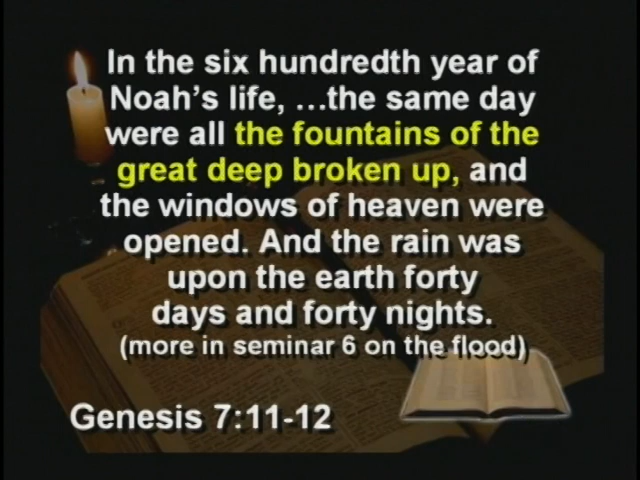 In the six hundredth year of
Noah's life, …the same day
were all the fountains of the
great deep broken up, and
the windows of heaven were
opened. And the rain was
upon the earth forty
days and forty nights.
(more in seminar 6 on the flood)
Genesis 7:11-12